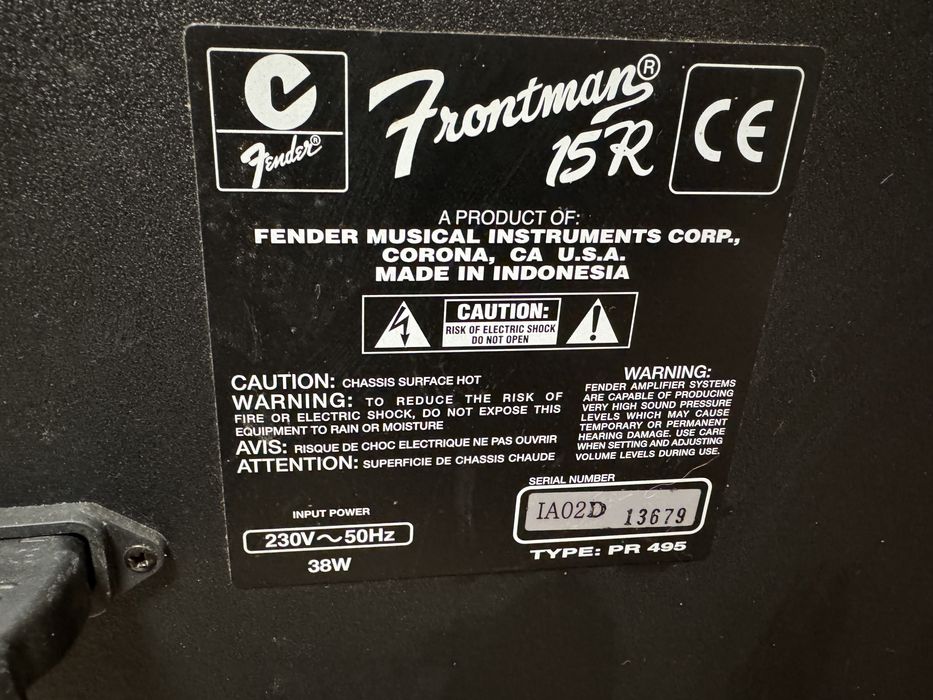 Fender®
Frontman®
15R
CE
A PRODUCT OF:
FENDER MUSICAL INSTRUMENTS CORP.,
CORONA, CA U.S.A.
MADE IN INDONESIA
CAUTION:
RISK OF ELECTRIC SHOCK
DO NOT OPEN
CAUTION: CHASSIS SURFACE HOT
WARNING: TO REDUCE THE RISK OF
FIRE OR ELECTRIC SHOCK, DO NOT EXPOSE THIS
EQUIPMENT TO RAIN OR MOISTURE
AVIS: RISQUE DE CHOC ELECTRIQUE NE PAS OUVRIR
ATTENTION: SUPERFICIE DE CHASSIS CHAUDE
WARNING:
FENDER AMPLIFIER SYSTEMS
ARE CAPABLE OF PRODUCING
VERY HIGH SOUND PRESSURE
LEVELS WHICH MAY CAUSE
TEMPORARY OR PERMANENT
HEARING DAMAGE. USE CARE
WHEN SETTING AND ADJUSTING
VOLUME LEVELS DURING USE.
INPUT POWER
230V～50Hz
38W
SERIAL NUMBER
IA02D 13679
TYPE: PR 495